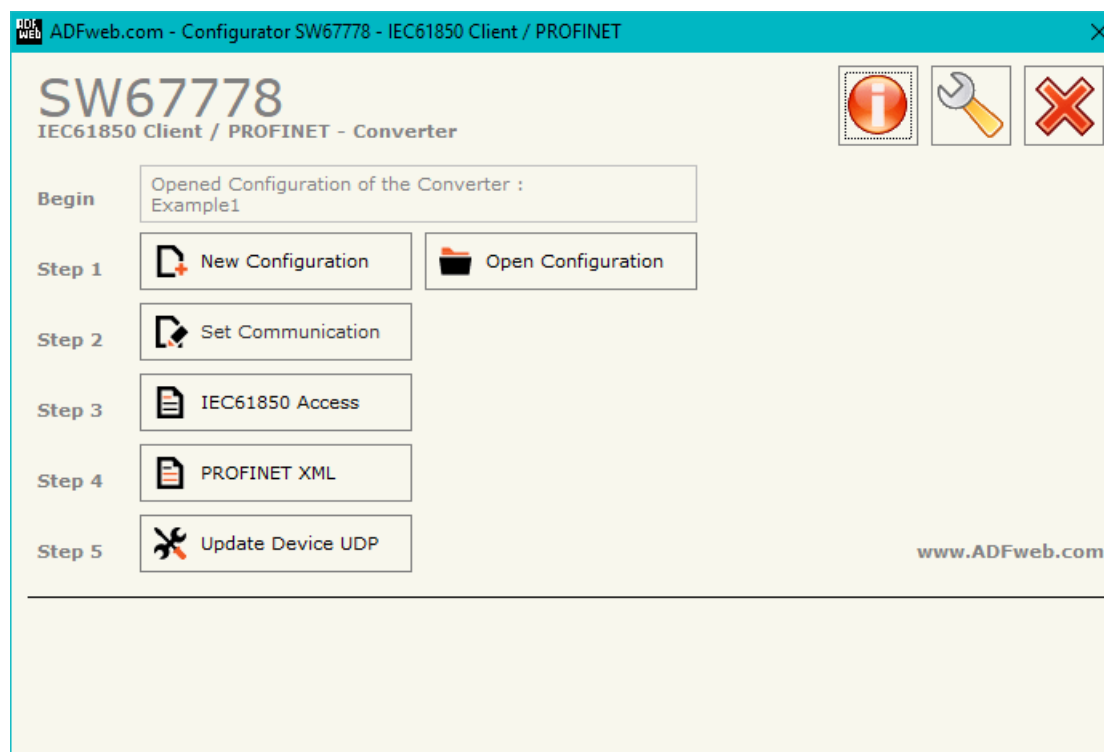 ADF
WEB
ADFweb.com - Configurator SW67778 - IEC61850 Client / PROFINET
SW67778
IEC61850 Client / PROFINET - Converter
Begin
Opened Configuration of the Converter :
Example1
Step 1
New Configuration
Open Configuration
Step 2
Set Communication
Step 3
IEC61850 Access
Step 4
PROFINET XML
Step 5
Update Device UDP
www.ADFweb.com